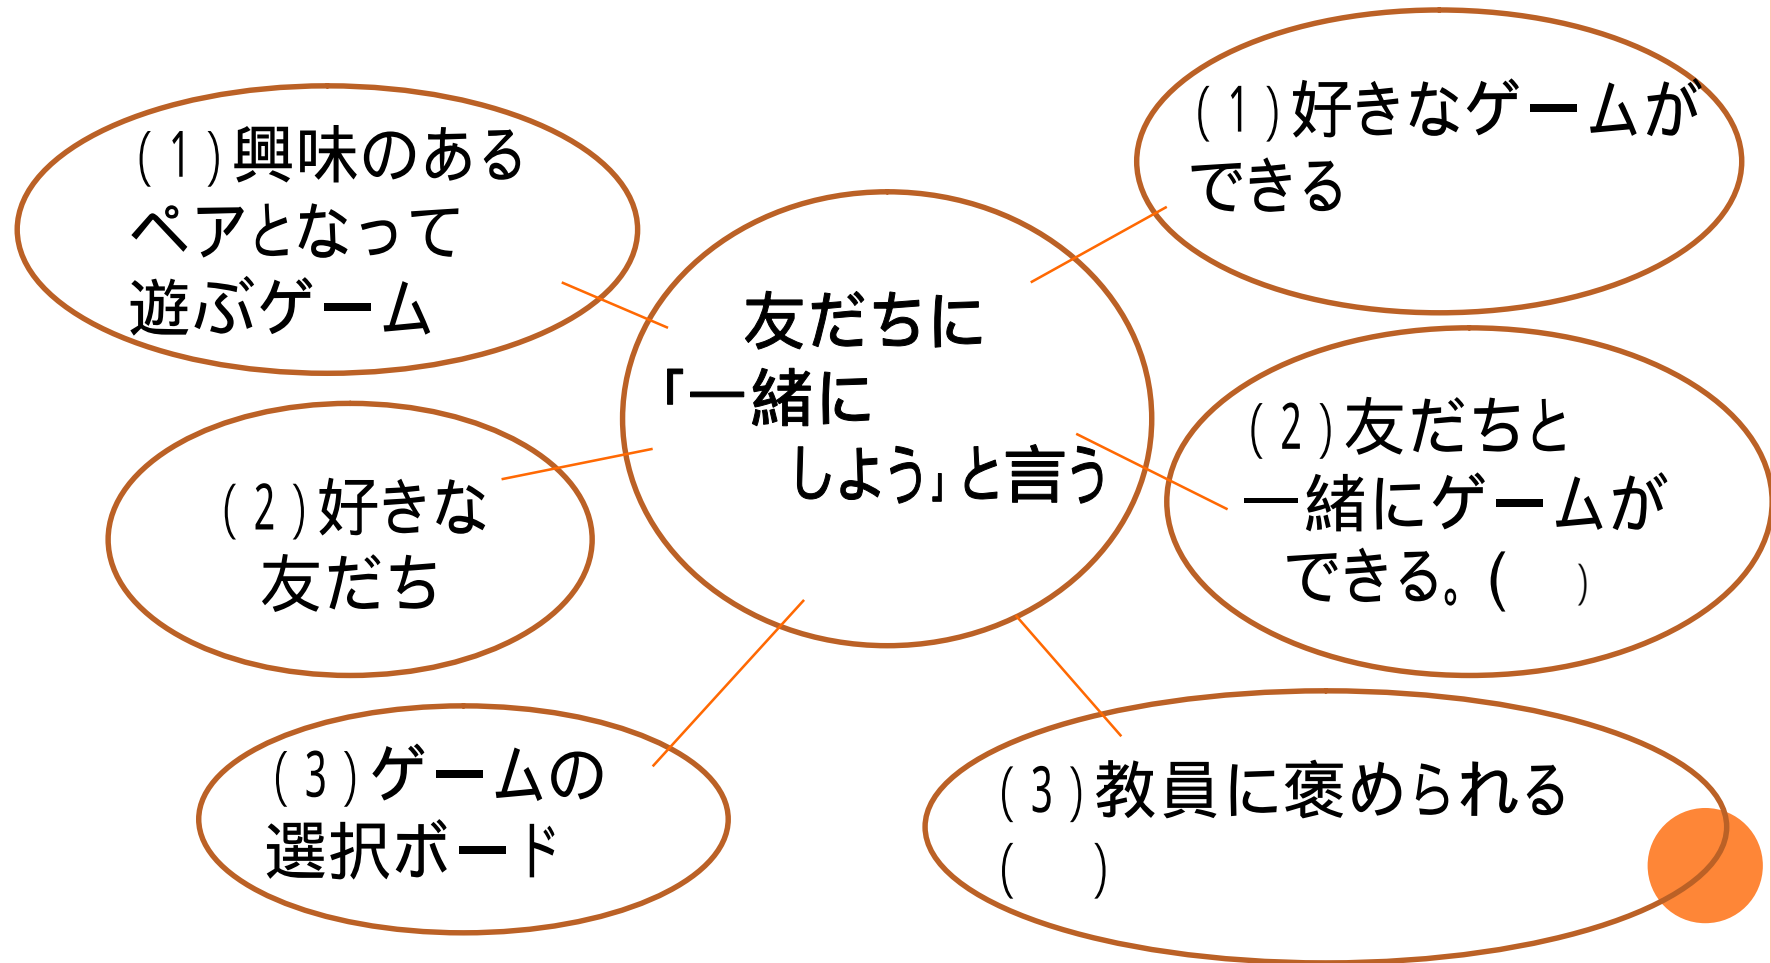 (1)興味のある
ペアとなって
遊ぶゲーム
(2)好きな
友だち
(3)ゲームの
選択ボード
友だちに
「一緒に
しよう」と言う
(1)好きなゲームが
できる
(2)友だちと
一緒にゲームが
できる。(　)
(3)教員に褒められる
(　)